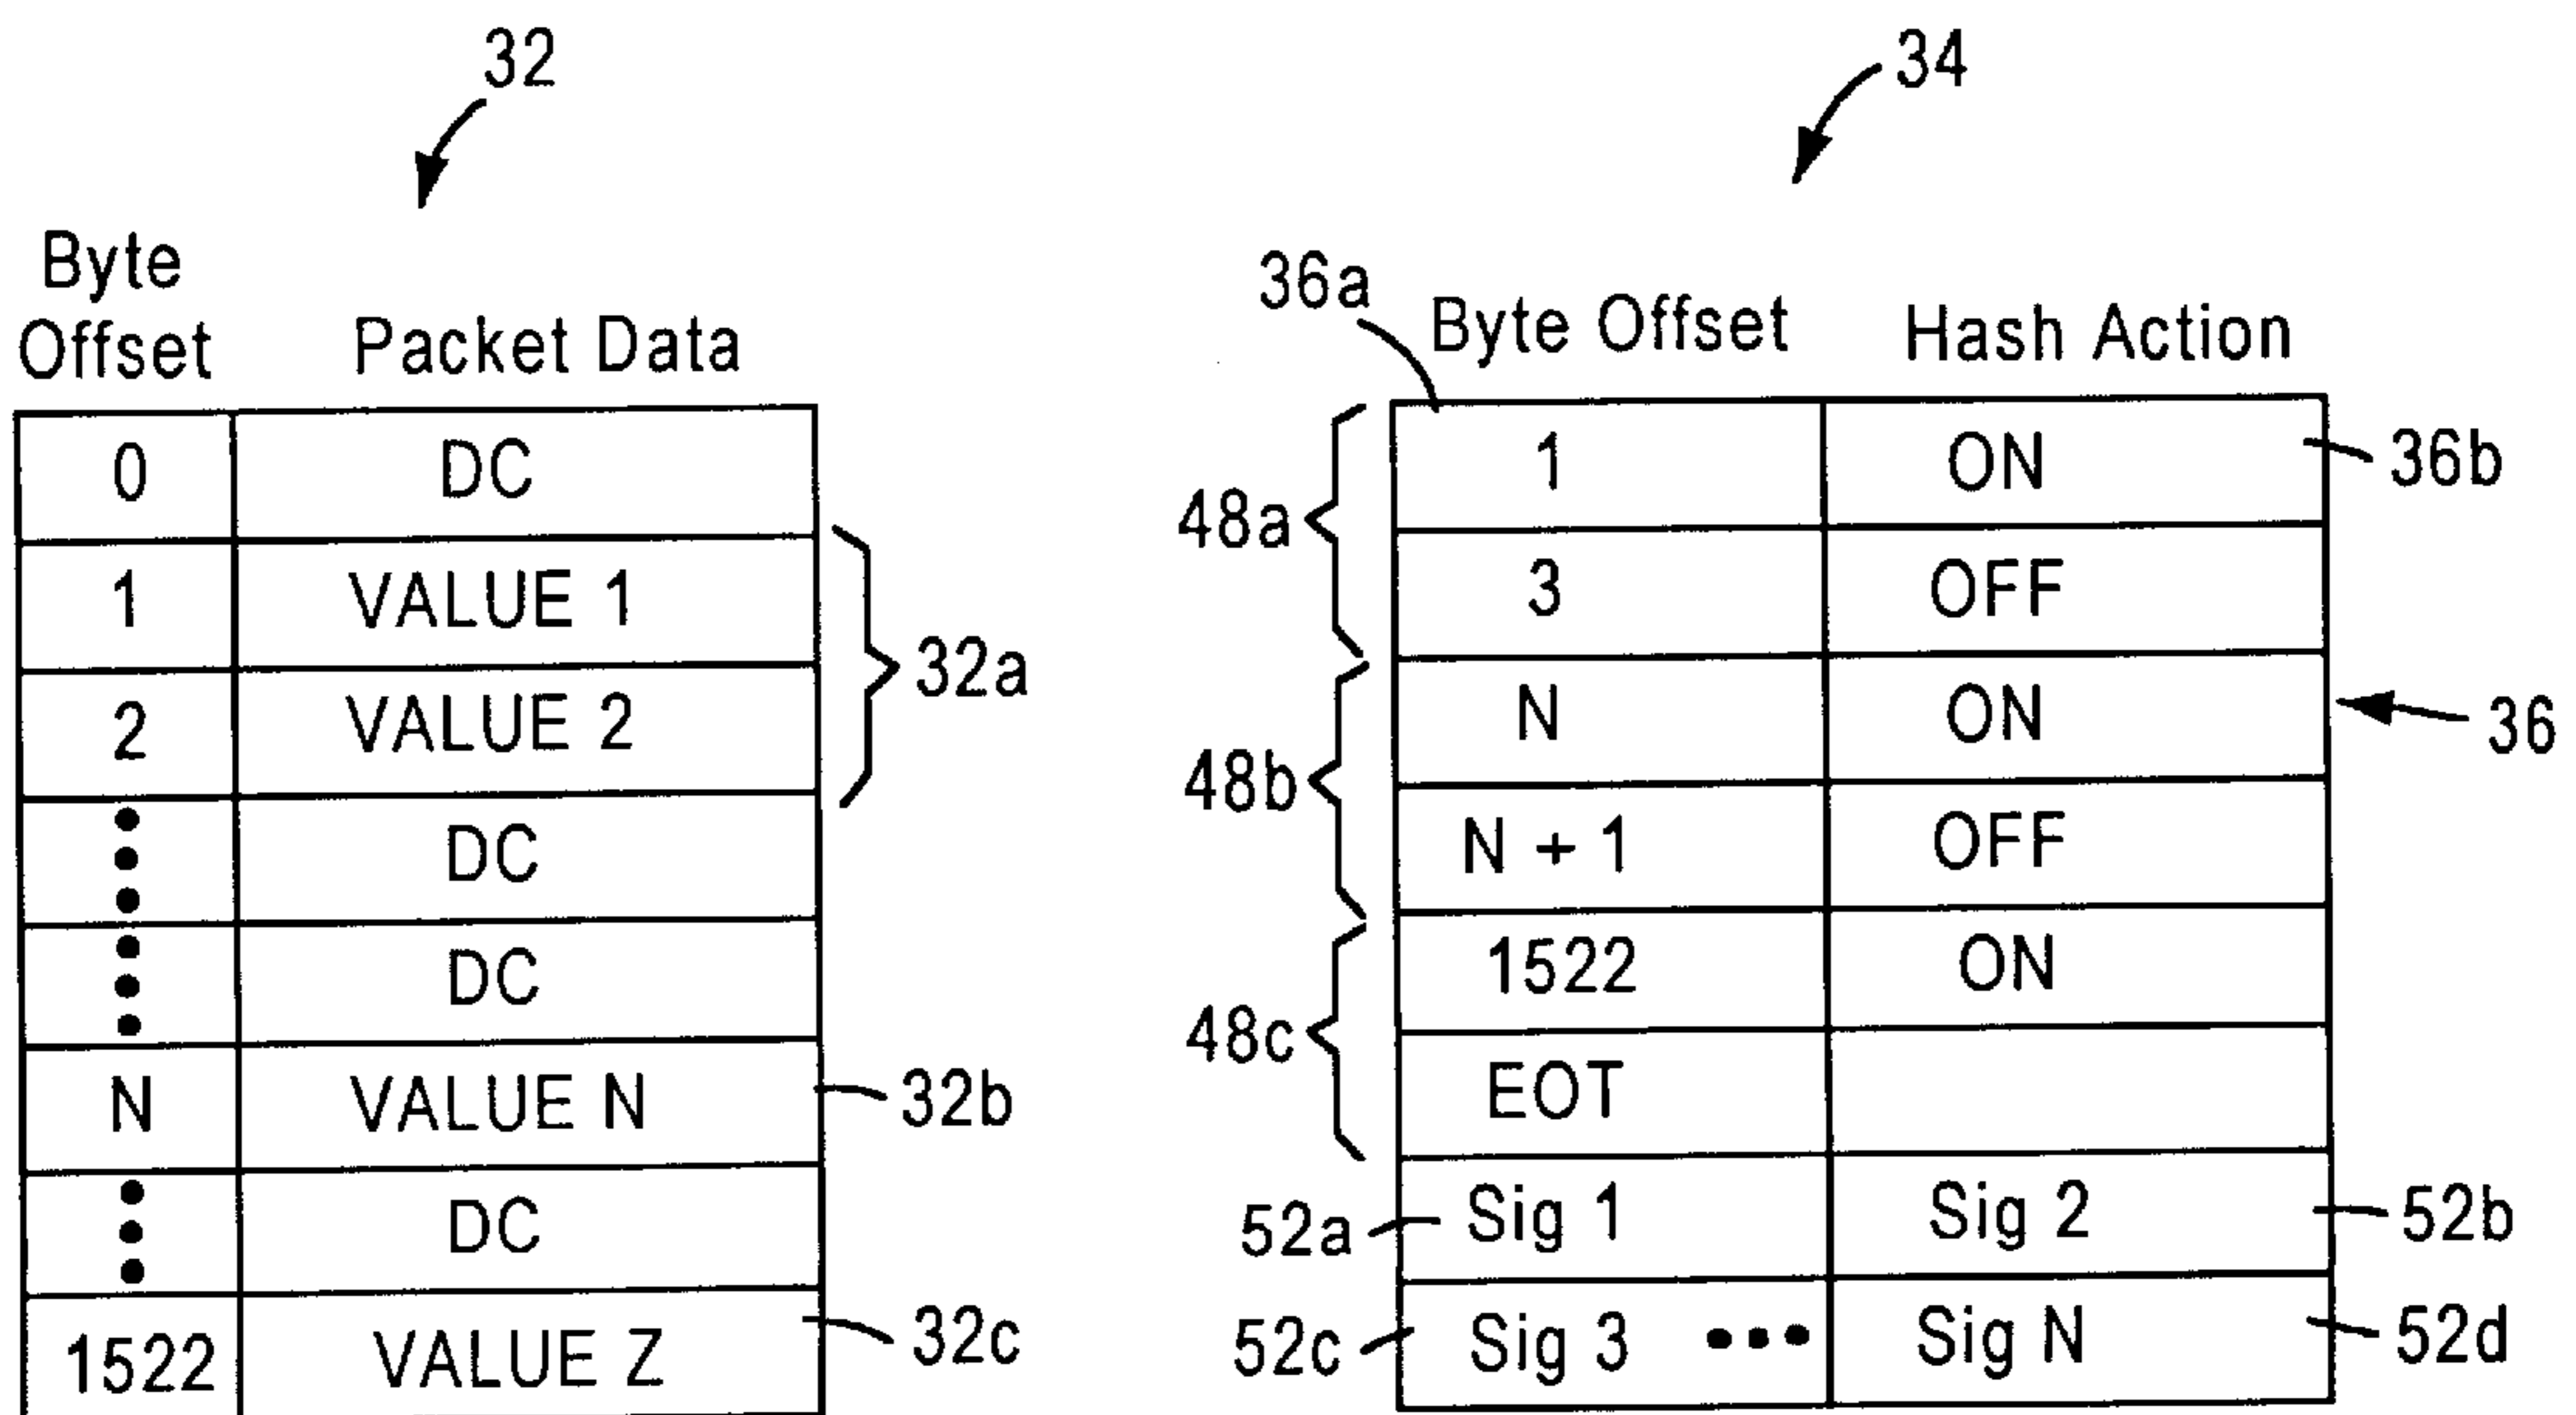 32
Byte
Offset Packet Data
0 DC
1 VALUE 1
2 VALUE 2
32a
DC
DC
N VALUE N 32b
DC
1522 VALUE Z 32c
34
36a Byte Offset Hash Action
48a
1 ON 36b
3 OFF
48b
N ON
36
N + 1 OFF
48c
1522 ON
EOT
52a Sig 1 Sig 2 52b
52c Sig 3 ••• Sig N 52d